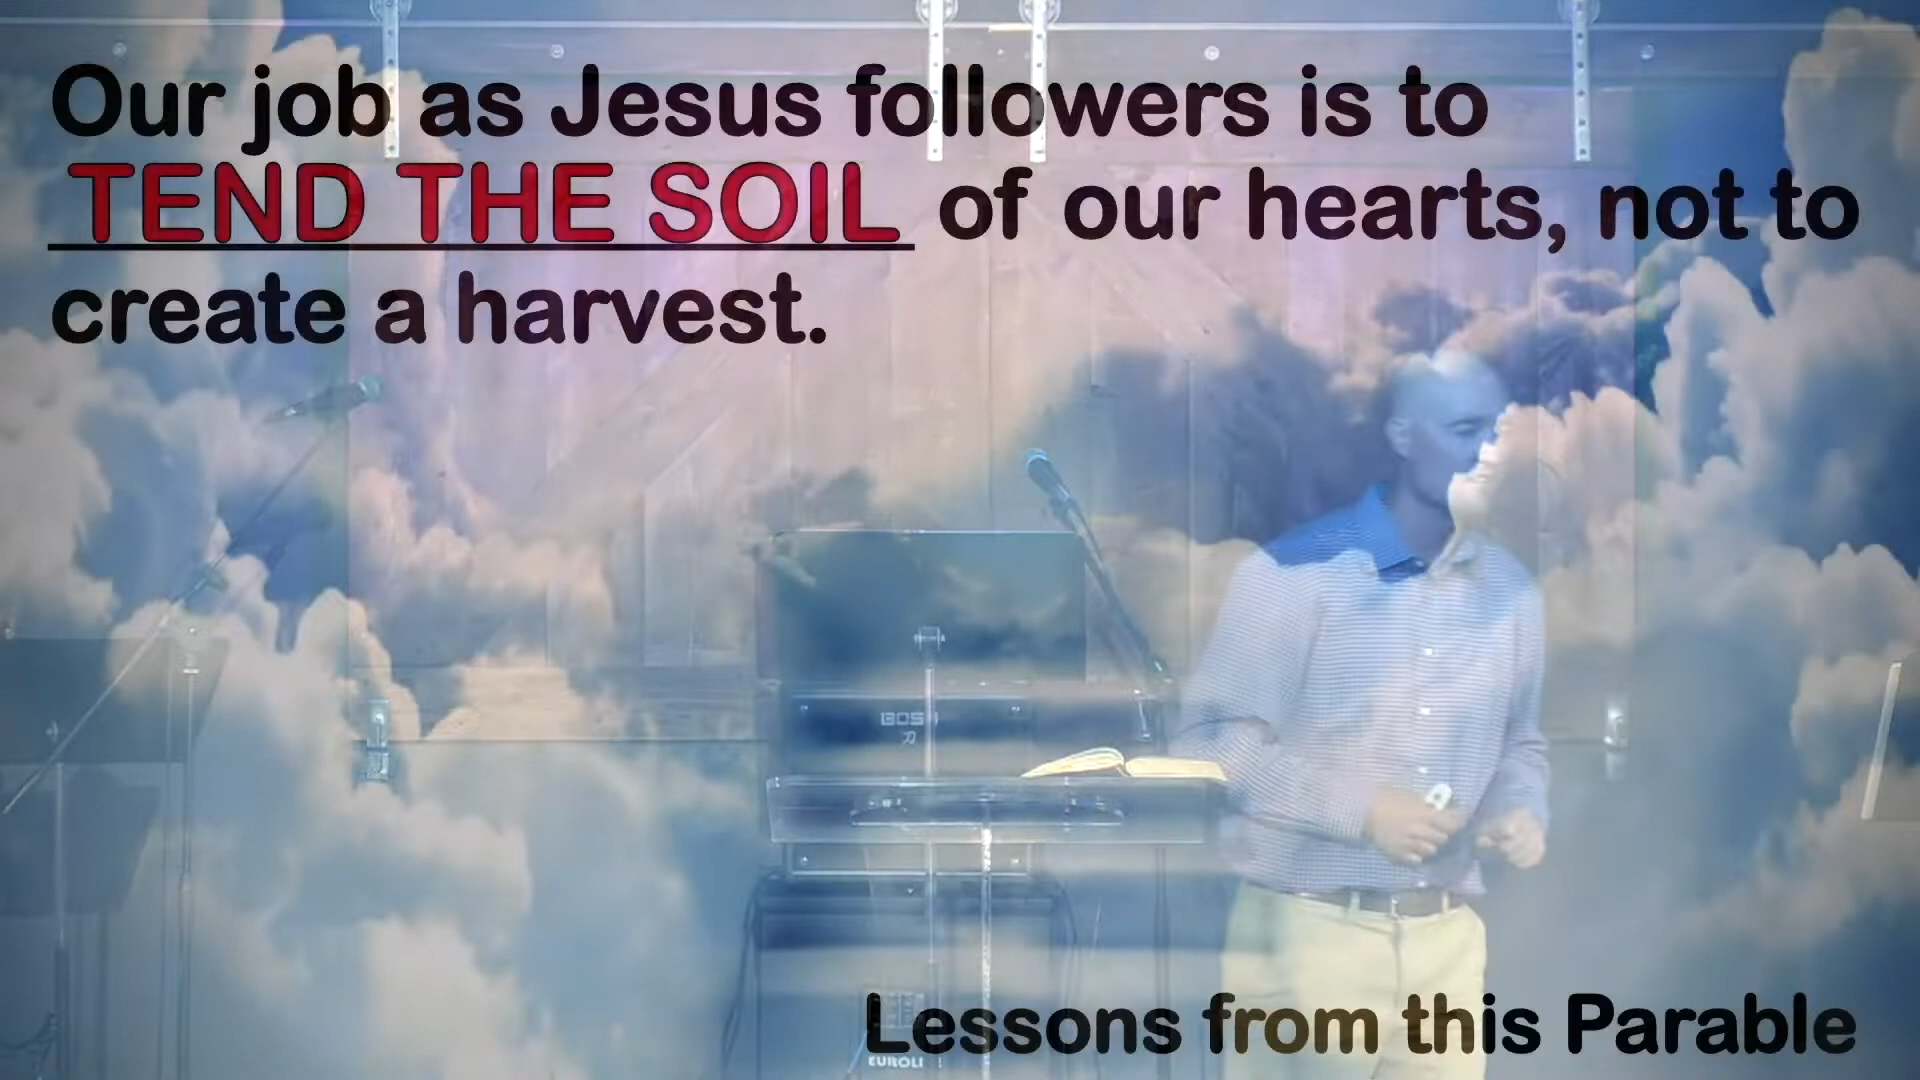 Our job as Jesus followers is to
TEND THE SOIL of our hearts, not to
create a harvest.
BOSS
Lessons from this Parable